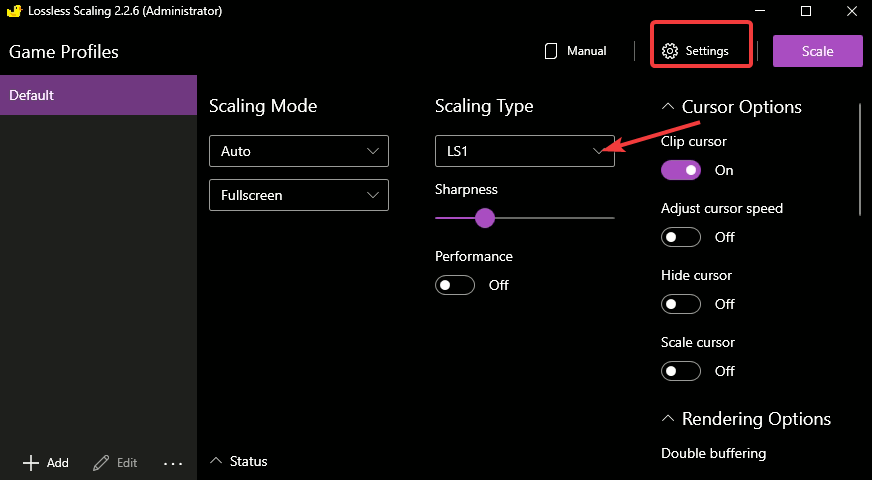 Lossless Scaling 2.2.6 (Administrator)
Game Profiles
Manual
Settings
Scale
Default
Scaling Mode
Auto
Fullscreen
Scaling Type
LS1
Sharpness
Performance
Off
Cursor Options
Clip cursor
On
Adjust cursor speed
Off
Hide cursor
Off
Scale cursor
Off
Rendering Options
Double buffering
Add
Edit
...
Status